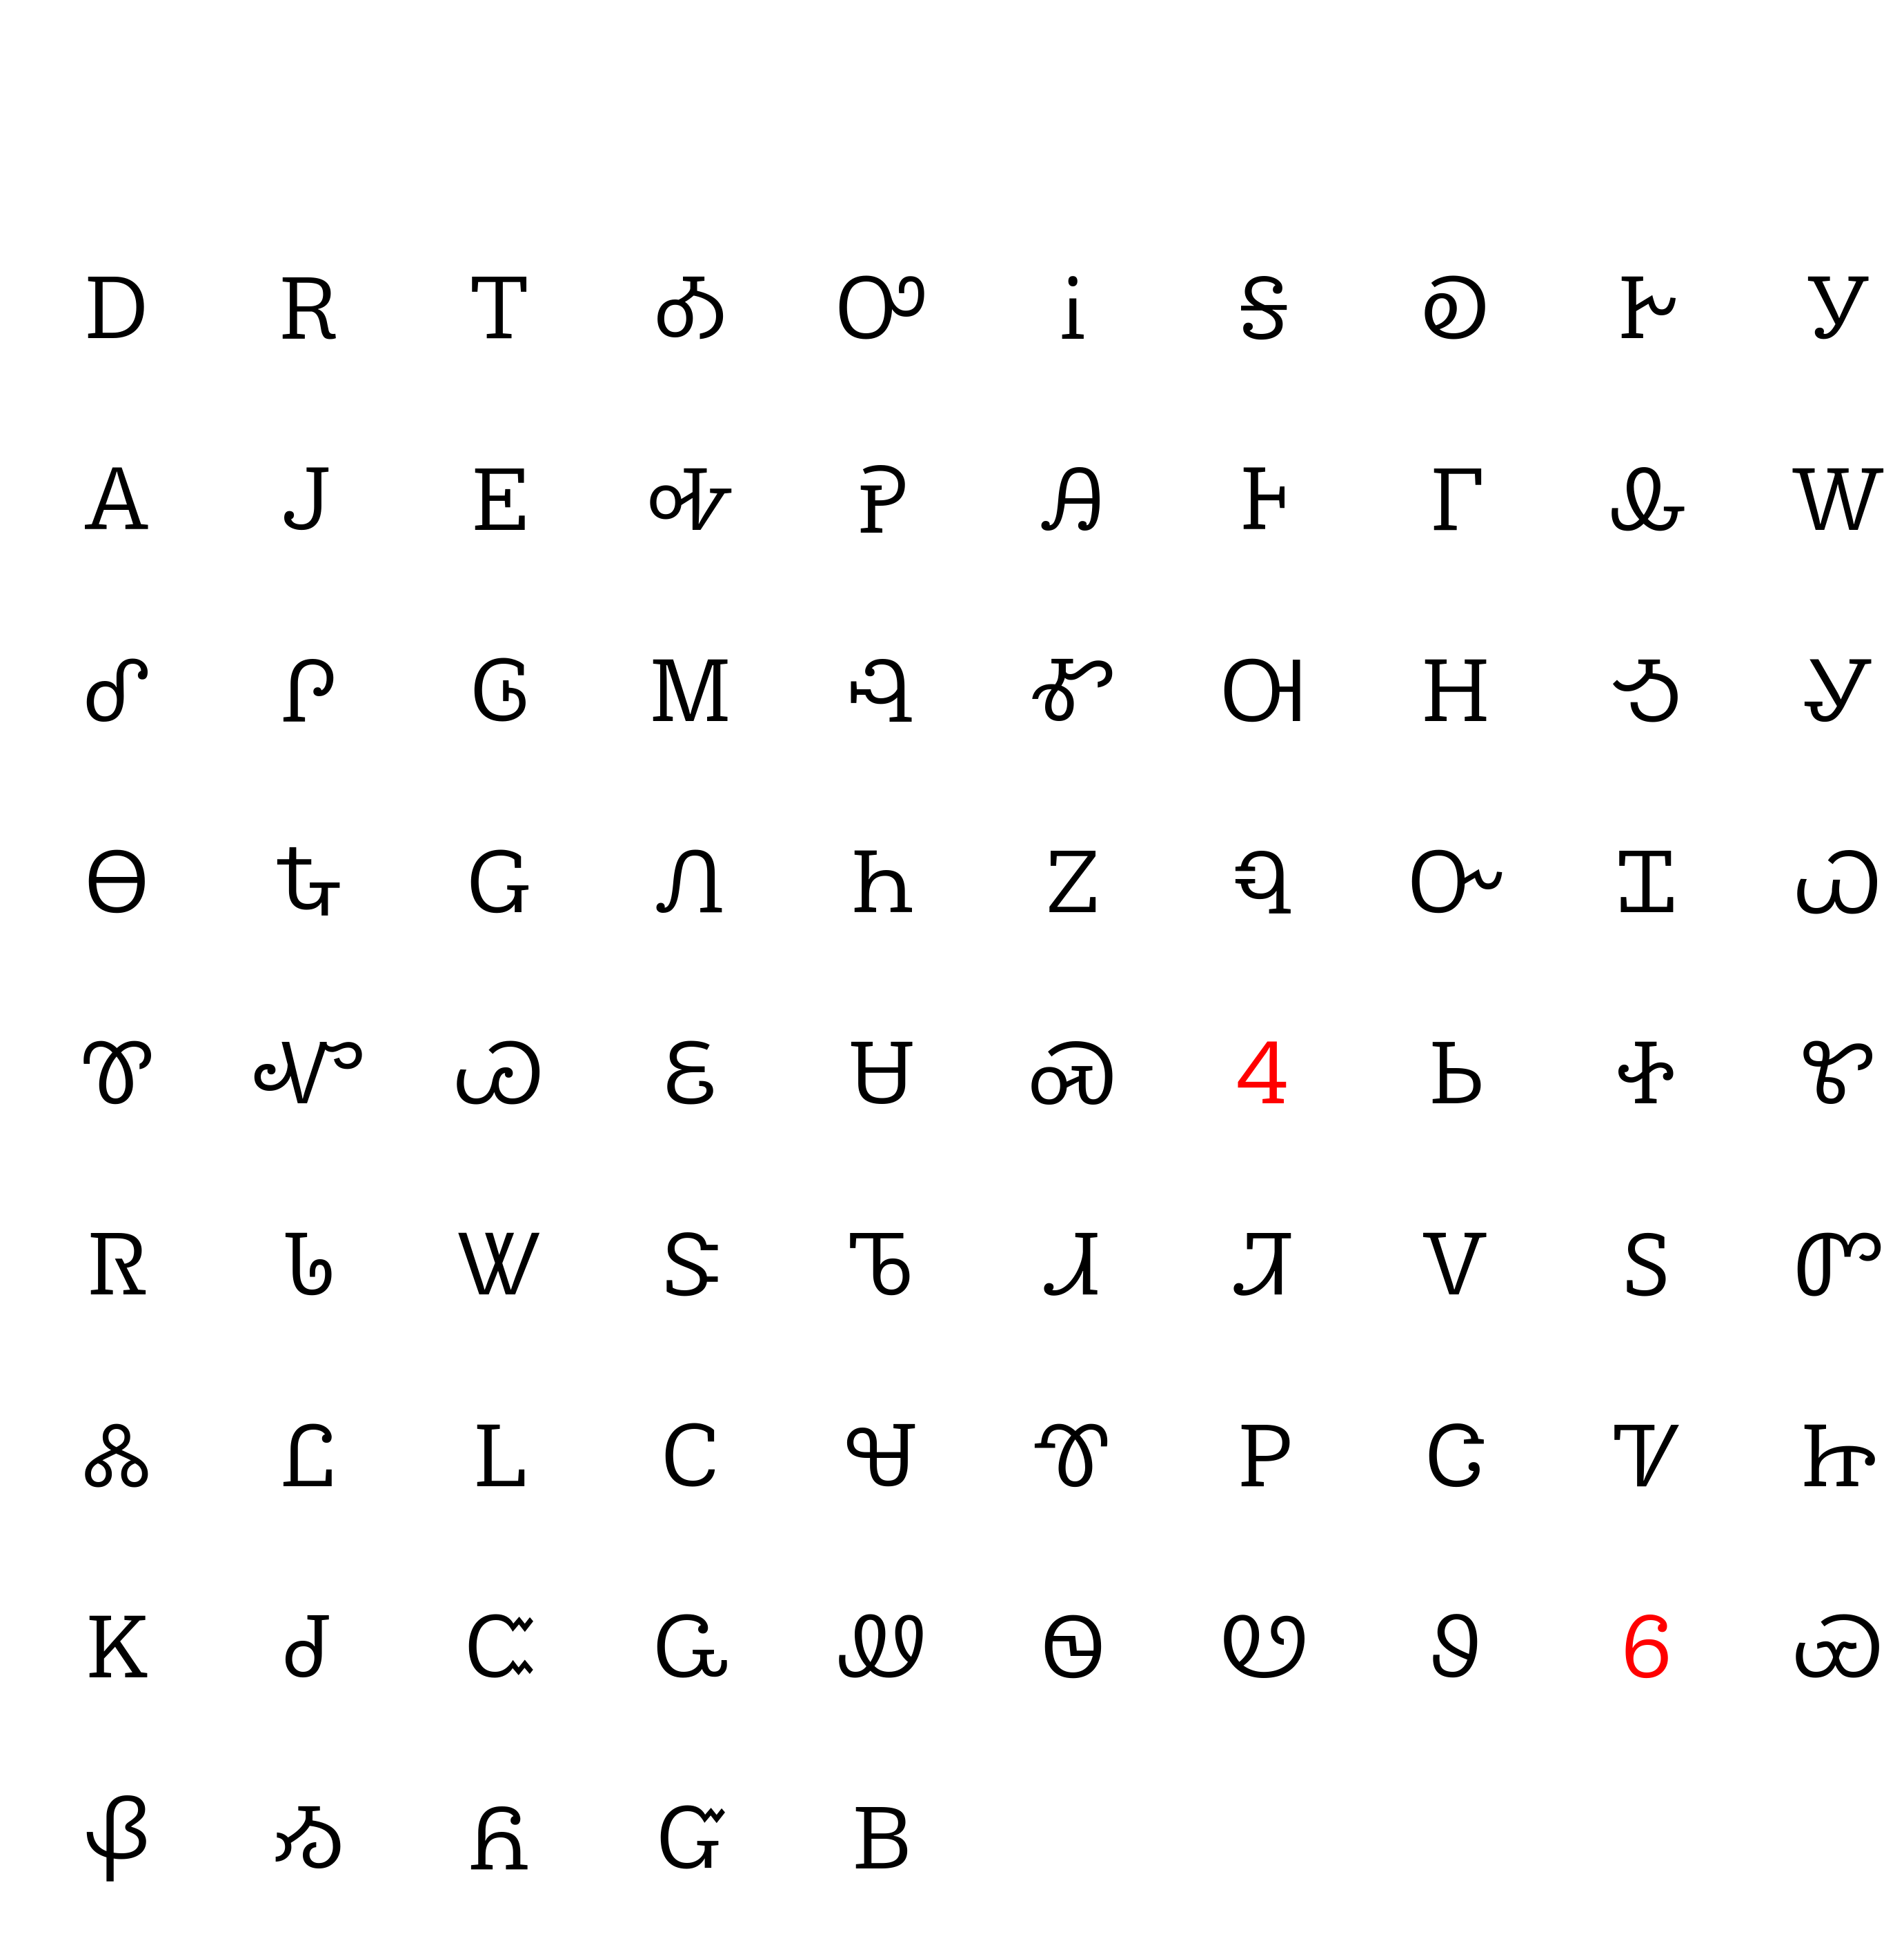 Ꭰ Ꭱ Ꭲ Ꭳ Ꭴ Ꭵ Ꭶ Ꭷ Ꭸ Ꭹ
Ꭺ Ꭻ Ꭼ Ꭽ Ꭾ Ꭿ Ꮀ Ꮁ Ꮂ Ꮃ
Ꮄ Ꮅ Ꮆ Ꮇ Ꮈ Ꮉ Ꮊ Ꮋ Ꮌ Ꮍ
Ꮎ Ꮏ Ꮐ Ꮑ Ꮒ Ꮓ Ꮔ Ꮕ Ꮖ Ꮗ
Ꮘ Ꮙ Ꮚ Ꮛ Ꮜ Ꮝ Ꮞ Ꮟ Ꮠ Ꮡ
Ꮢ Ꮣ Ꮤ Ꮥ Ꮦ Ꮧ Ꮨ Ꮩ Ꮪ Ꮫ
Ꮬ Ꮭ Ꮮ Ꮯ Ꮰ Ꮱ Ꮲ Ꮳ Ꮴ Ꮵ
Ꮶ Ꮷ Ꮸ Ꮹ Ꮺ Ꮻ Ꮼ Ꮽ Ꮾ Ꮿ
Ᏸ Ᏹ Ᏺ Ᏻ Ᏼ